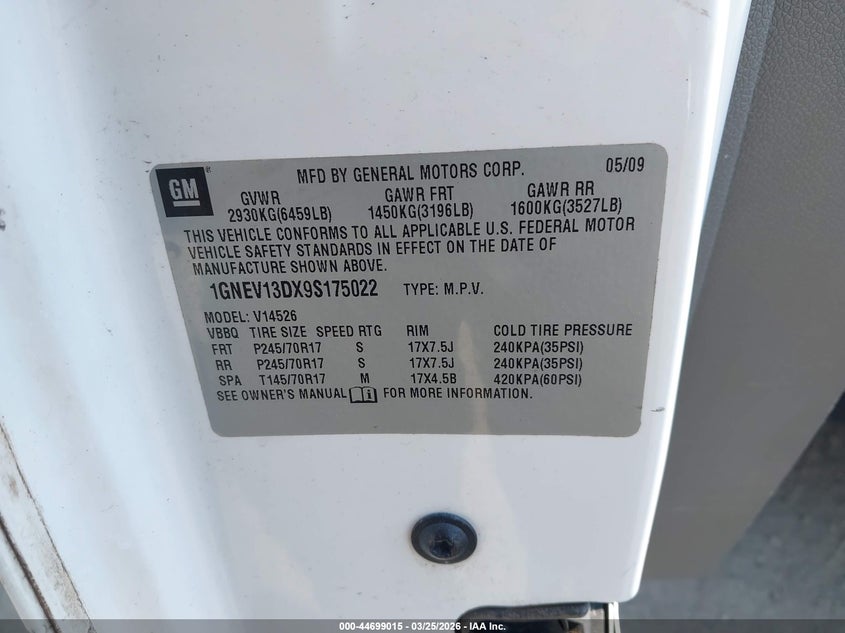 GM
MFD BY GENERAL MOTORS CORP. 05/09
GVWR GAWR FRT GAWR RR
2930KG(6459LB) 1450KG(3196LB) 1600KG(3527LB)
THIS VEHICLE CONFORMS TO ALL APPLICABLE U.S. FEDERAL MOTOR
VEHICLE SAFETY STANDARDS IN EFFECT ON THE DATE OF
MANUFACTURE SHOWN ABOVE.
1GNEV13DX9S175022 TYPE: M.P.V.
MODEL: V14526
VBBQ TIRE SIZE SPEED RTG RIM COLD TIRE PRESSURE
FRT P245/70R17 S 17X7.5J 240KPA(35PSI)
RR P245/70R17 S 17X7.5J 240KPA(35PSI)
SPA T145/70R17 M 17X4.5B 420KPA(60PSI)
SEE OWNER'S MANUAL i FOR MORE INFORMATION.
000-44699015 | 03/25/2026 - IAA Inc.